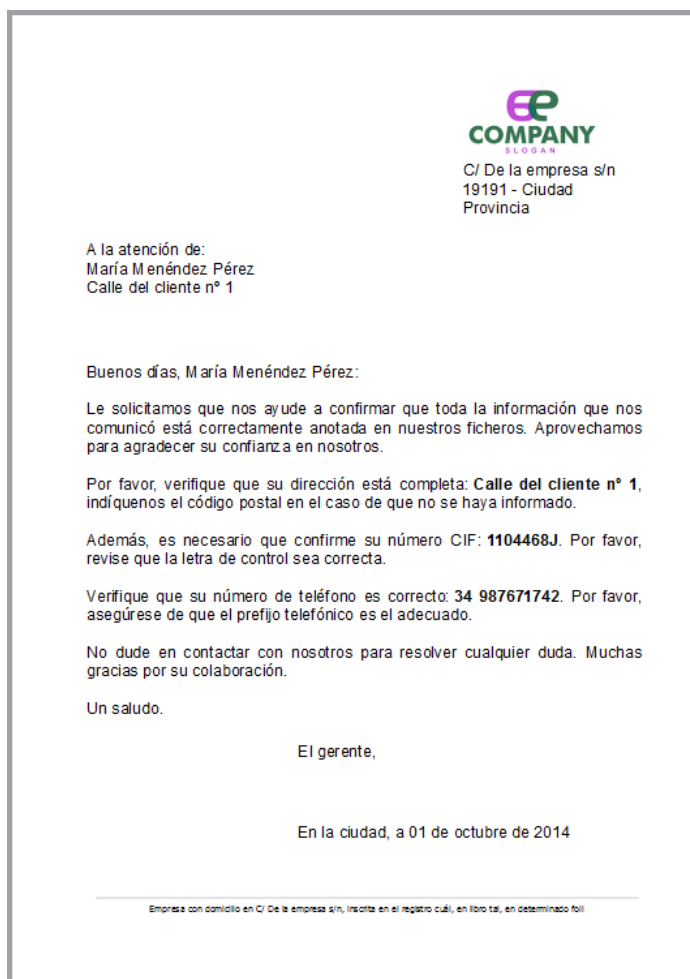 COMPANY
SLOGAN
C/ De la empresa s/n
19191 - Ciudad
Provincia
A la atención de:
María Menéndez Pérez
Calle del cliente nº 1
Buenos días, María Menéndez Pérez:
Le solicitamos que nos ayude a confirmar que toda la información que nos
comunicó está correctamente anotada en nuestros ficheros. Aprovechamos
para agradecer su confianza en nosotros.
Por favor, verifique que su dirección está completa: Calle del cliente nº 1,
indíquenos el código postal en el caso de que no se haya informado.
Además, es necesario que confirme su número CIF: 1104468J. Por favor,
revise que la letra de control sea correcta.
Verifique que su número de teléfono es correcto: 34 987671742. Por favor,
asegúrese de que el prefijo telefónico es el adecuado.
No dude en contactar con nosotros para resolver cualquier duda. Muchas
gracias por su colaboración.
Un saludo.
El gerente,
En la ciudad, a 01 de octubre de 2014
Empresa con domicilio en C/ De la empresa s/n, inscrita en el registro cuál, en libro tal, en determinado foli